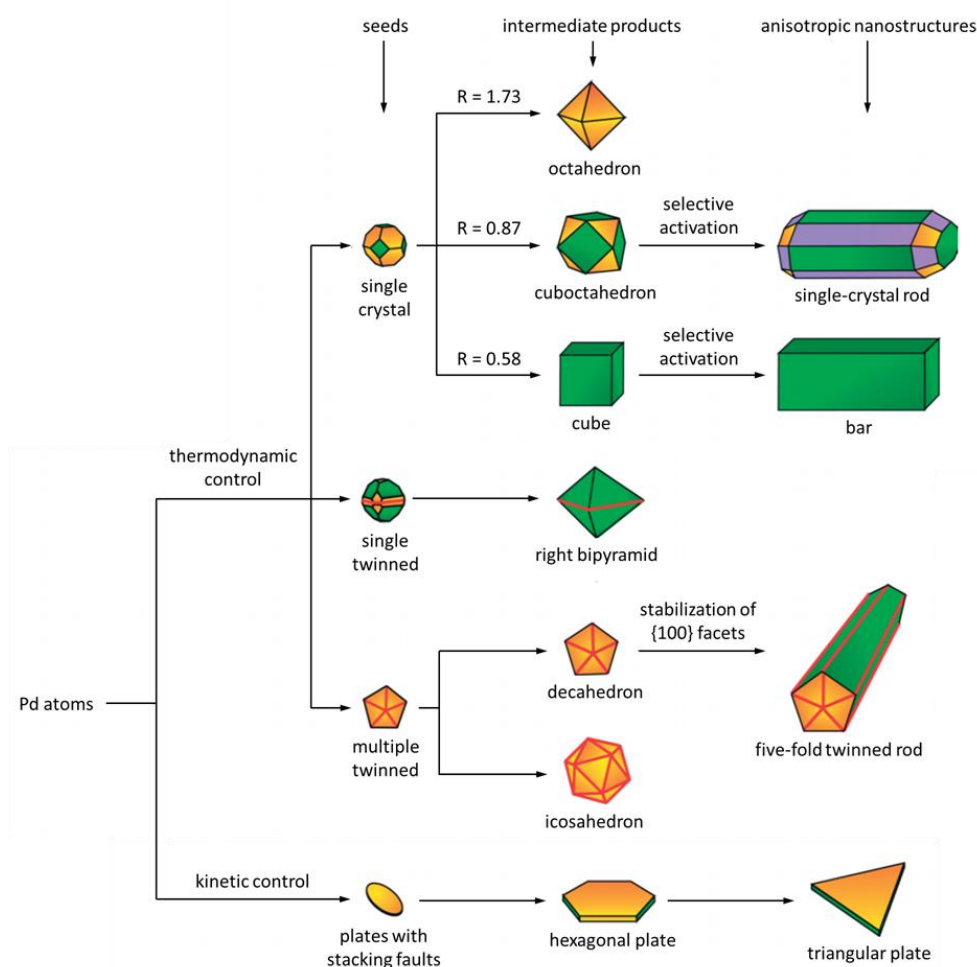 seeds
intermediate products
anisotropic nanostructures
R = 1.73
octahedron
R = 0.87
selective
activation
single
crystal
cuboctahedron
single-crystal rod
R = 0.58
selective
activation
cube
bar
thermodynamic
control
single
twinned
right bipyramid
stabilization of
{100} facets
decahedron
Pd atoms
multiple
twinned
five-fold twinned rod
icosahedron
kinetic control
plates with
stacking faults
hexagonal plate
triangular plate